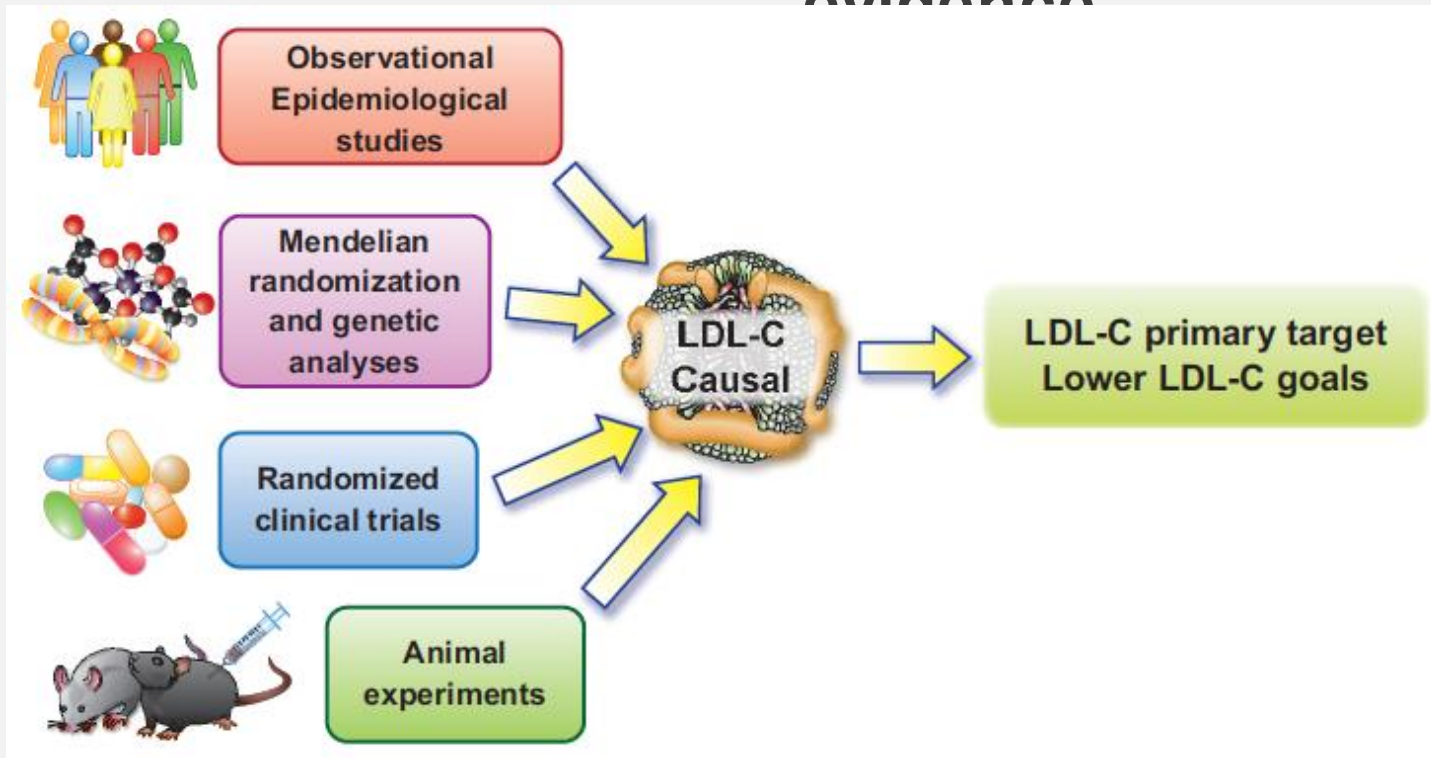 evidence
Observational
Epidemiological
studies
Mendelian
randomization
and genetic
analyses
LDL-C
Causal
LDL-C primary target
Lower LDL-C goals
Randomized
clinical trials
Animal
experiments